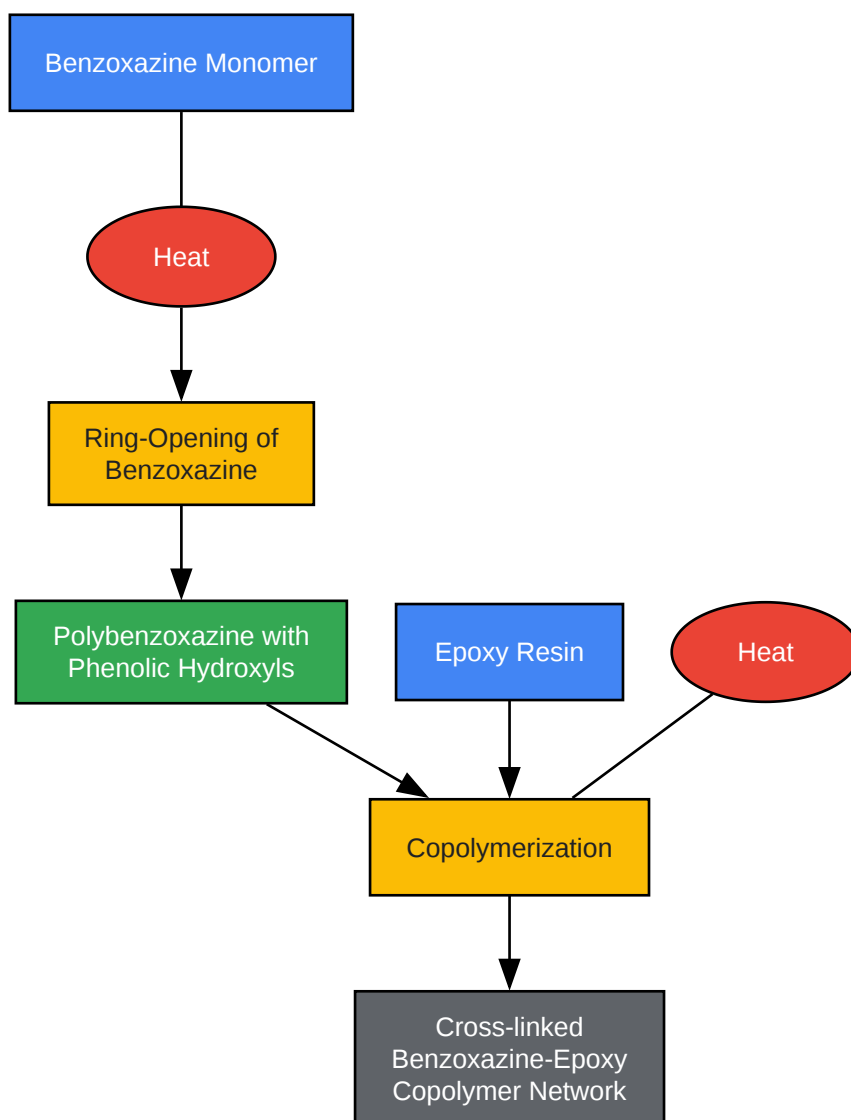 Benzoxazine Monomer
Heat
Ring-Opening of
Benzoxazine
Polybenzoxazine with
Phenolic Hydroxyls
Epoxy Resin
Heat
Copolymerization
Cross-linked
Benzoxazine-Epoxy
Copolymer Network